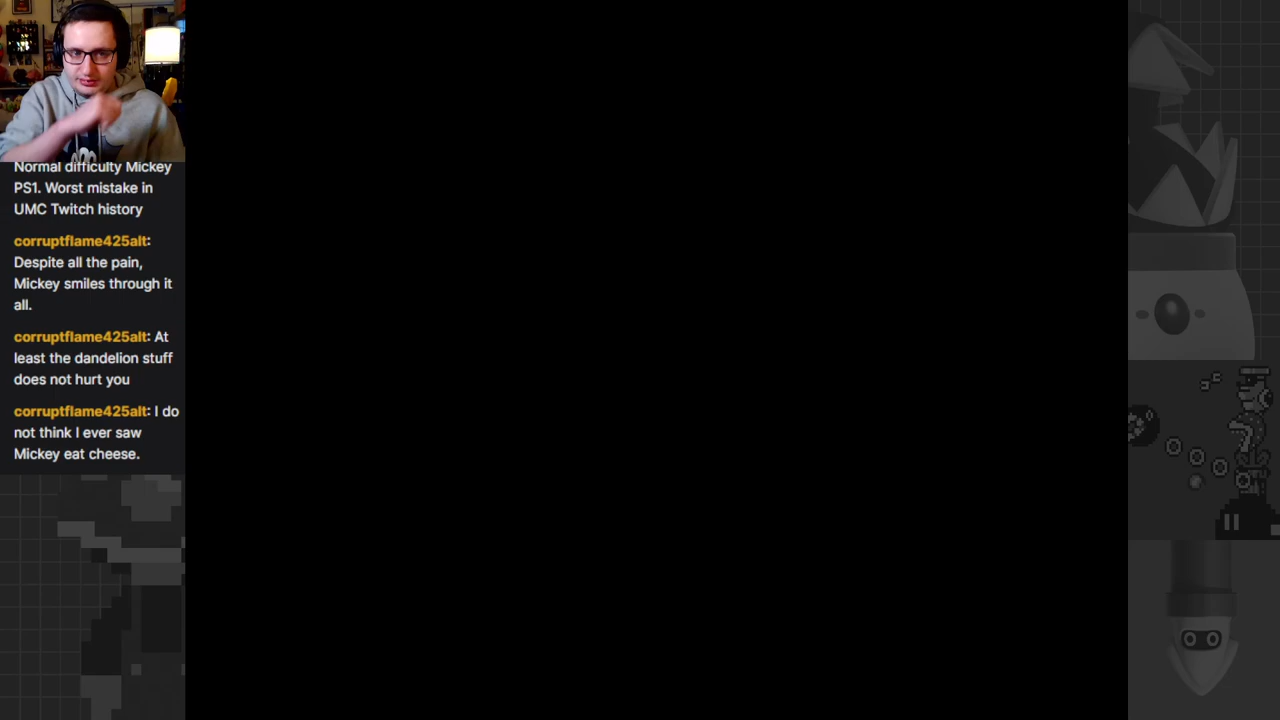 Normal difficulty Mickey
PS1. Worst mistake in
UMC Twitch history
corruptflame425alt:
Despite all the pain,
Mickey smiles through it
all.
corruptflame425alt: At
least the dandelion stuff
does not hurt you
corruptflame425alt: I do
not think I ever saw
Mickey eat cheese.